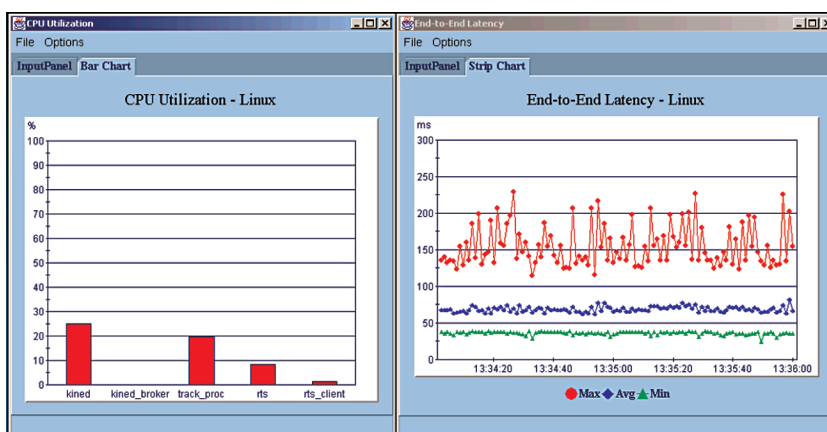 CPU Utilization
File Options
InputPanel Bar Chart
CPU Utilization - Linux
%
100
90
80
70
60
50
40
30
20
10
0
kined kined_broker track_proc rts rts_client
End-to-End Latency
File Options
InputPanel Strip Chart
End-to-End Latency - Linux
ms
300
250
200
150
100
50
0
13:34:20 13:34:40 13:35:00 13:35:20 13:35:40 13:36:00
Max Avg Min